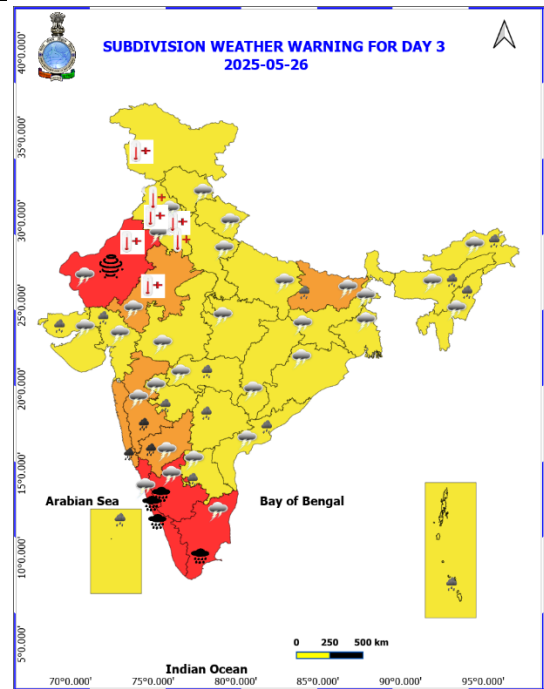 SUBDIVISION WEATHER WARNING FOR DAY 3
2025-05-26
40°0.000'
35°0.000'
30°0.000'
25°0.000'
20°0.000'
15°0.000'
10°0.000'
5°0.000'
Arabian Sea
Bay of Bengal
0 250 500 km
Indian Ocean
70°0.000' 75°0.000' 80°0.000' 85°0.000' 90°0.000' 95°0.000'